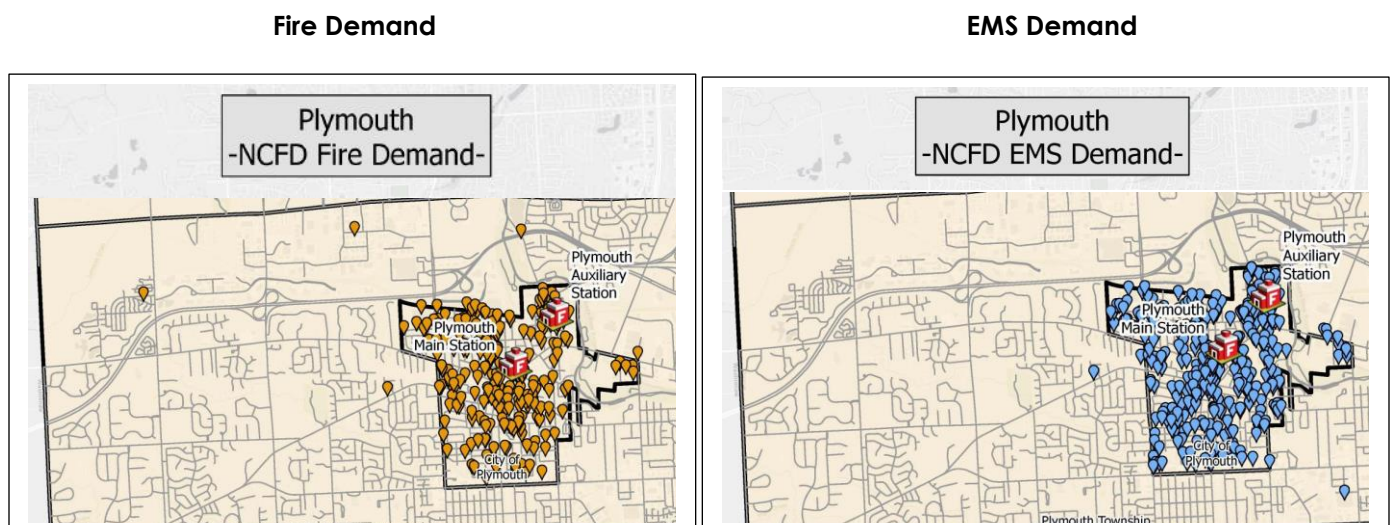 Fire Demand
EMS Demand
Plymouth
-NCFD Fire Demand-
Plymouth
Auxiliary
Station
Plymouth
Main Station
City of
Plymouth
Plymouth
-NCFD EMS Demand-
Plymouth
Auxiliary
Station
Plymouth
Main Station
City of
Plymouth
Plymouth Township